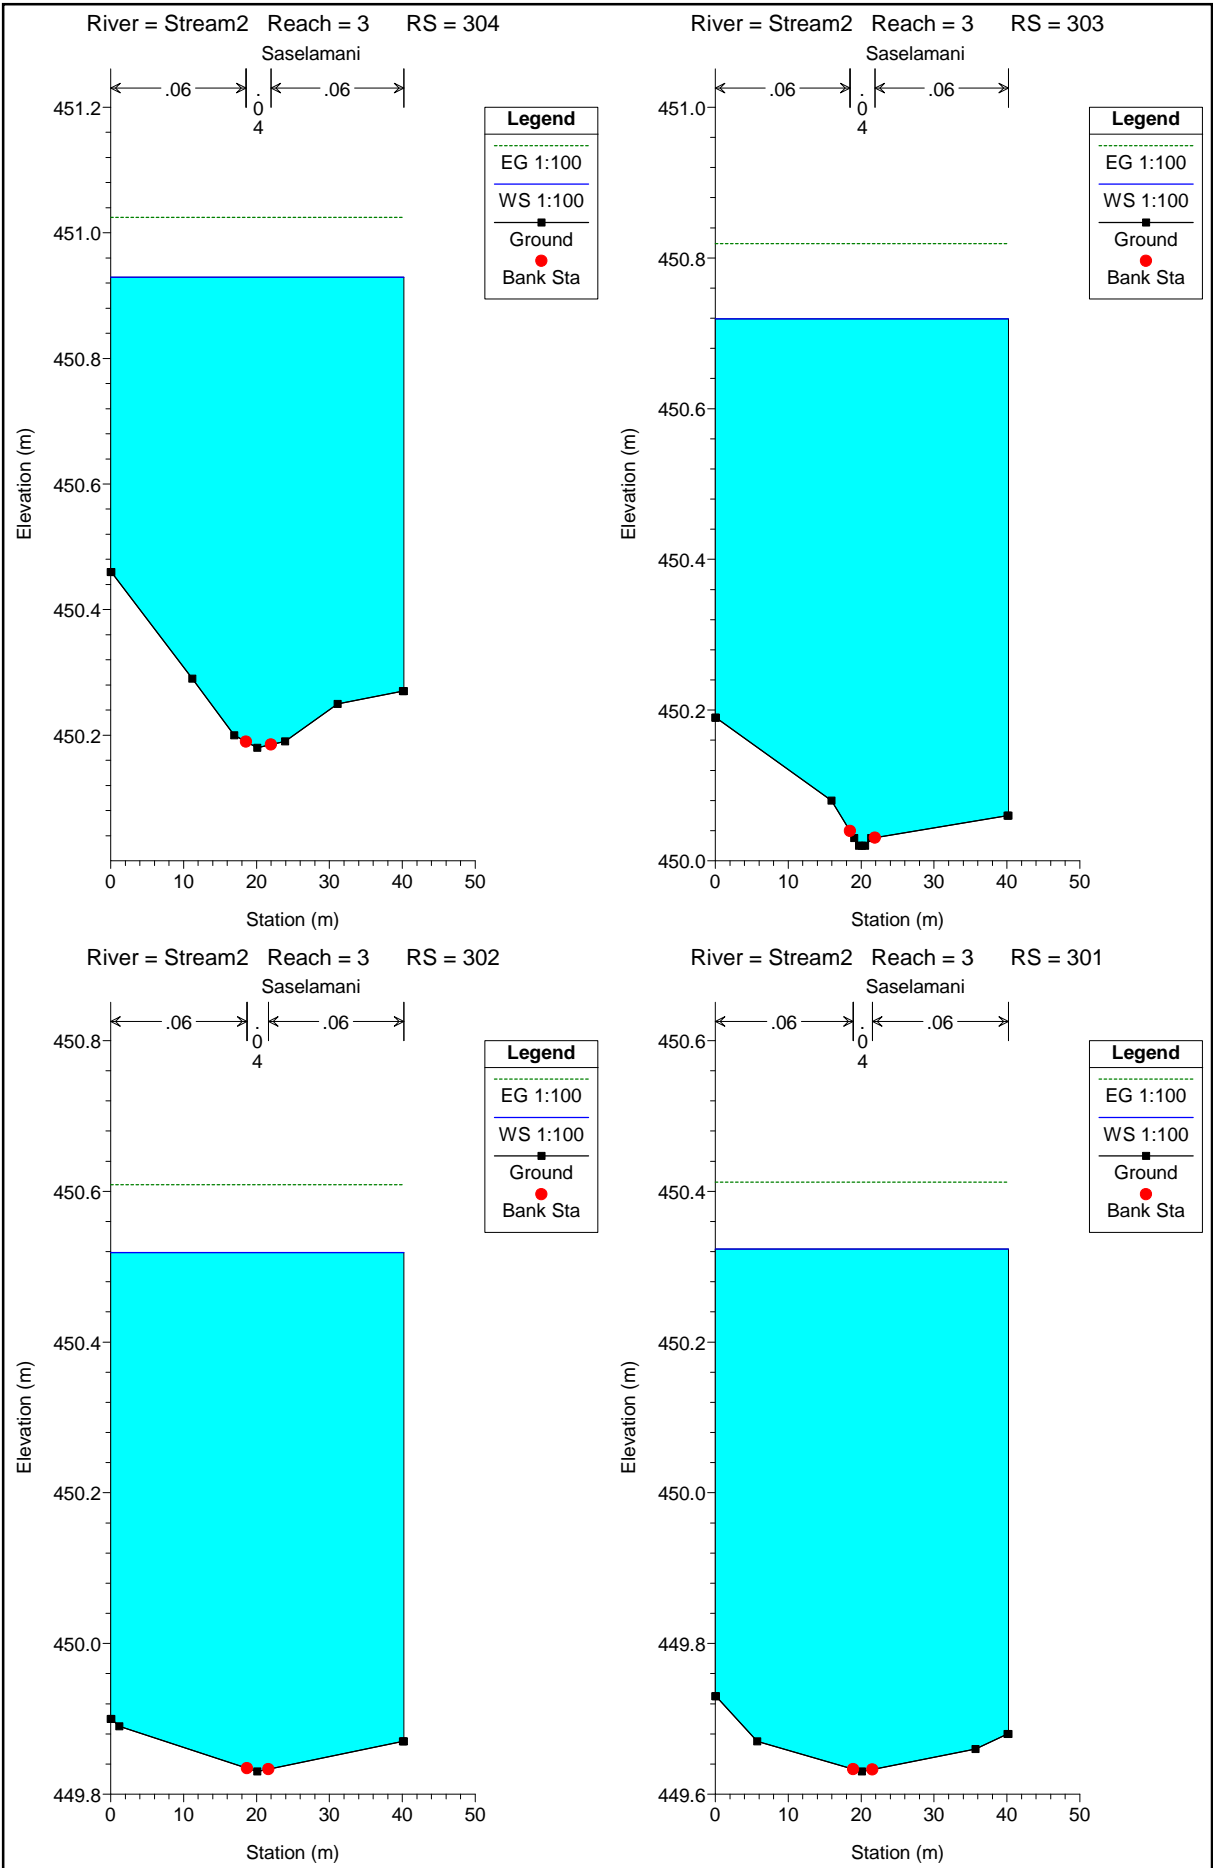 River = Stream2 Reach = 3 RS = 304
Saselamani
.06
.04
.06
451.2
451.0
450.8
450.6
450.4
450.2
Elevation (m)
0 10 20 30 40 50
Station (m)
Legend
EG 1:100
WS 1:100
Ground
Bank Sta
River = Stream2 Reach = 3 RS = 303
Saselamani
.06
.04
.06
451.0
450.8
450.6
450.4
450.2
450.0
Elevation (m)
0 10 20 30 40 50
Station (m)
Legend
EG 1:100
WS 1:100
Ground
Bank Sta
River = Stream2 Reach = 3 RS = 302
Saselamani
.06
.04
.06
450.8
450.6
450.4
450.2
450.0
449.8
Elevation (m)
0 10 20 30 40 50
Station (m)
Legend
EG 1:100
WS 1:100
Ground
Bank Sta
River = Stream2 Reach = 3 RS = 301
Saselamani
.06
.04
.06
450.6
450.4
450.2
450.0
449.8
449.6
Elevation (m)
0 10 20 30 40 50
Station (m)
Legend
EG 1:100
WS 1:100
Ground
Bank Sta